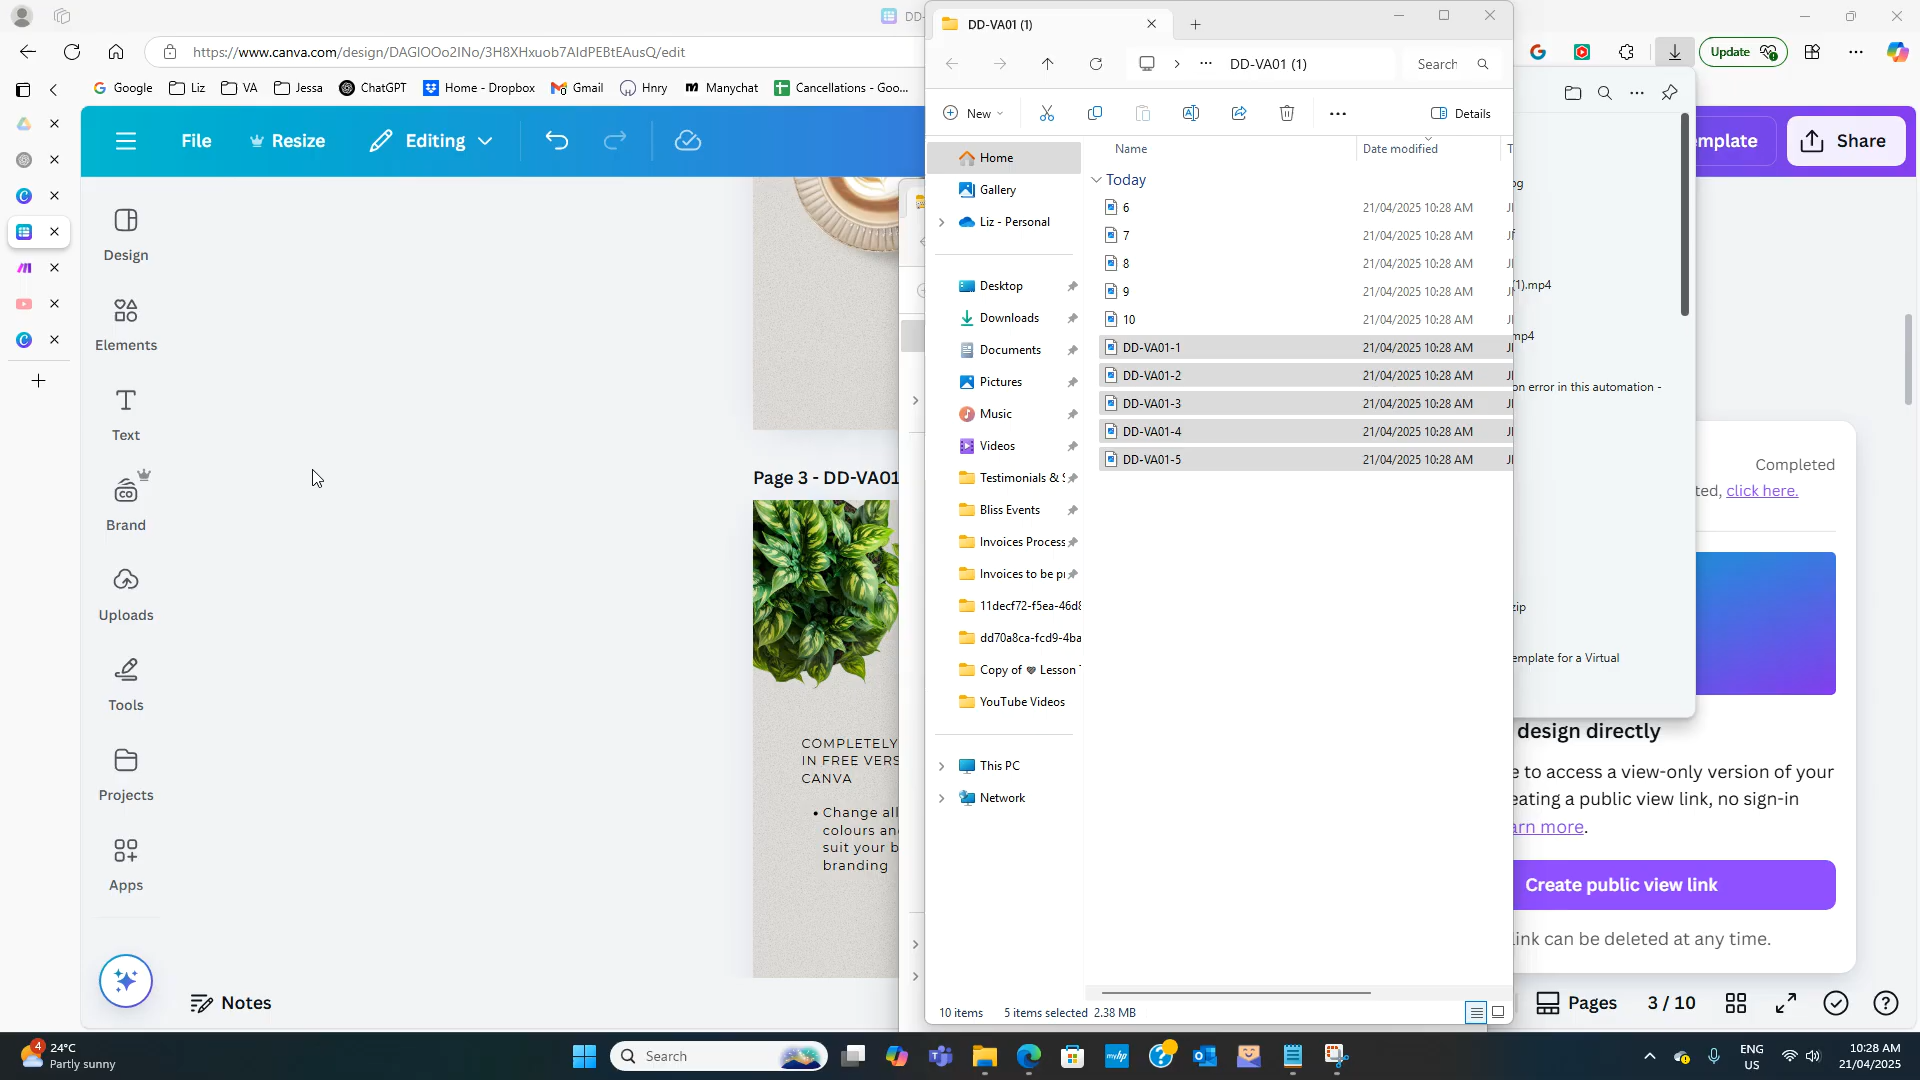 DD-
https://www.canva.com/design/DAGlOOo2INo/3H8XHxuob7AldPEBtEAusQ/edit
Update
Google
Liz
VA
Jessa
ChatGPT
Home - Dropbox
Gmail
Hnry
Manychat
Cancellations - Goo...
File
Resize
Editing
mplate
Share
Design
Elements
Text
Brand
Uploads
Tools
Projects
Apps
Notes
Page 3 - DD-VA01
COMPLETELY
IN FREE VERS
CANVA
• Change all
colours an
suit your b
branding
DD-VA01 (1)
DD-VA01 (1)
Search
New
Details
Name
Date modified
T
Home
Gallery
Liz - Personal
Desktop
Downloads
Documents
Pictures
Music
Videos
Testimonials & S
Bliss Events
Invoices Process
Invoices to be pr
11decf72-f5ea-46d8
dd70a8ca-fcd9-4ba
Copy of 🤎 Lesson T
YouTube Videos
This PC
Network
Today
6 21/04/2025 10:28 AM
7 21/04/2025 10:28 AM
8 21/04/2025 10:28 AM
9 21/04/2025 10:28 AM
10 21/04/2025 10:28 AM
DD-VA01-1 21/04/2025 10:28 AM
DD-VA01-2 21/04/2025 10:28 AM
DD-VA01-3 21/04/2025 10:28 AM
DD-VA01-4 21/04/2025 10:28 AM
DD-VA01-5 21/04/2025 10:28 AM
10 items
5 items selected 2.38 MB
(1).mp4
mp4
on error in this automation -
zip
emplate for a Virtual
Completed
ted, click here.
design directly
e to access a view-only version of your
eating a public view link, no sign-in
arn more.
Create public view link
link can be deleted at any time.
Pages
3 / 10
4
24°C
Partly sunny
Search
ENG
US
10:28 AM
21/04/2025